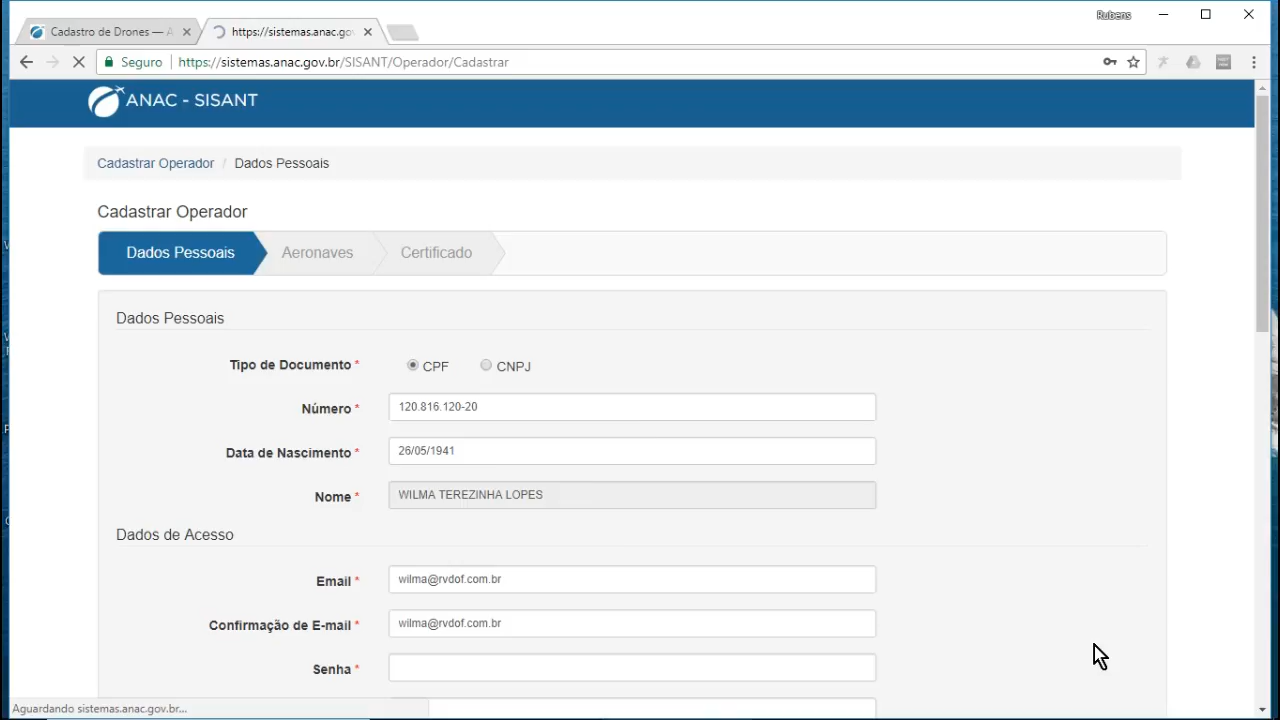 Rubens
Cadastro de Drones — A
https://sistemas.anac.gov
Seguro https://sistemas.anac.gov.br/SISANT/Operador/Cadastrar
ANAC - SISANT
Cadastrar Operador / Dados Pessoais
Cadastrar Operador
Dados Pessoais Aeronaves Certificado
Dados Pessoais
Tipo de Documento * CPF CNPJ
Número * 120.816.120-20
Data de Nascimento * 26/05/1941
Nome * WILMA TEREZINHA LOPES
Dados de Acesso
Email * wilma@rvdof.com.br
Confirmação de E-mail * wilma@rvdof.com.br
Senha *
Aguardando sistemas.anac.gov.br...